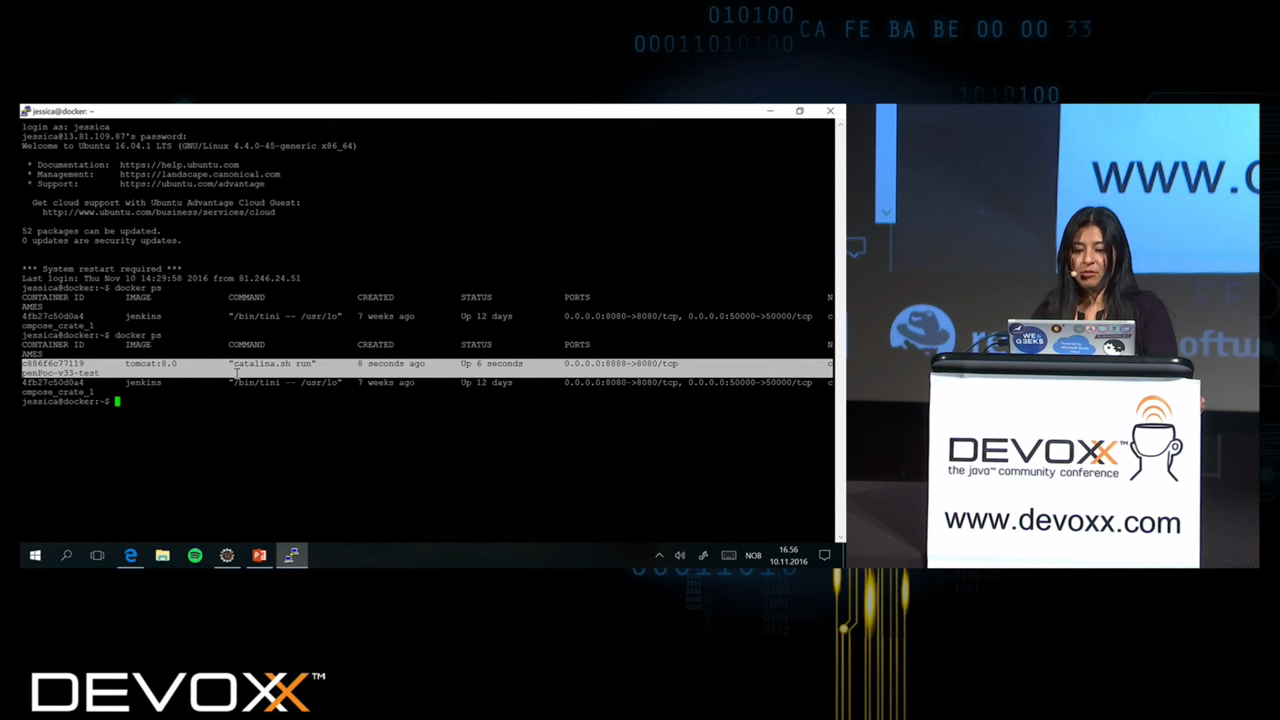 010100
00011010100
CA FE BA BE 00 00 33
11010100
jessica@docker: ~
login as: jessica
jessica@13.81.109.87's password:
Welcome to Ubuntu 16.04.1 LTS (GNU/Linux 4.4.0-45-generic x86_64)
* Documentation: https://help.ubuntu.com
* Management: https://landscape.canonical.com
* Support: https://ubuntu.com/advantage
Get cloud support with Ubuntu Advantage Cloud Guest:
http://www.ubuntu.com/business/services/cloud
52 packages can be updated.
0 updates are security updates.
*** System restart required ***
Last login: Thu Nov 10 14:29:58 2016 from 81.246.24.51
jessica@docker:~$ docker ps
CONTAINER ID IMAGE COMMAND CREATED STATUS PORTS N
AMES
4fb27c50d0a4 jenkins "/bin/tini -- /usr/lo" 7 weeks ago Up 12 days 0.0.0.0:8080->8080/tcp, 0.0.0.0:50000->50000/tcp c
ompose_crate_1
jessica@docker:~$ docker ps
CONTAINER ID IMAGE COMMAND CREATED STATUS PORTS N
AMES
c886f6c77119 tomcat:8.0 "catalina.sh run" 8 seconds ago Up 6 seconds 0.0.0.0:8888->8080/tcp o
penPoc-v33-test
4fb27c50d0a4 jenkins "/bin/tini -- /usr/lo" 7 weeks ago Up 12 days 0.0.0.0:8080->8080/tcp, 0.0.0.0:50000->50000/tcp c
ompose_crate_1
jessica@docker:~$
NOB
16.56
10.11.2016
www.
re
softw
DEVOXX™
the java™ community conference
www.devoxx.com
DEVOXX™